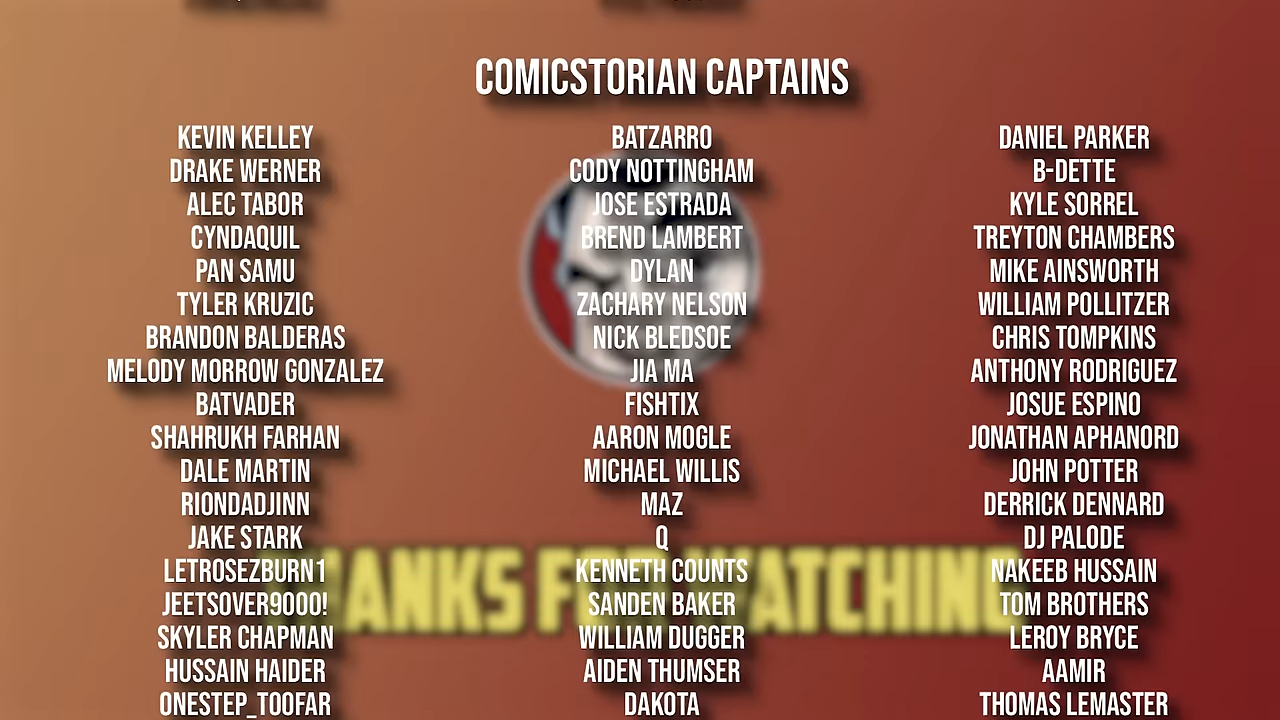 COMICSTORIAN CAPTAINS
KEVIN KELLEY
DRAKE WERNER
ALEC TABOR
CYNDAQUIL
PAN SAMU
TYLER KRUZIC
BRANDON BALDERAS
MELODY MORROW GONZALEZ
BATVADER
SHAHRUKH FARHAN
DALE MARTIN
RIONDADJINN
JAKE STARK
LETROSEZBURN1
JEETSOVER9000!
SKYLER CHAPMAN
HUSSAIN HAIDER
ONESTEP_TOOFAR
BATZARRO
CODY NOTTINGHAM
JOSE ESTRADA
BREND LAMBERT
DYLAN
ZACHARY NELSON
NICK BLEDSOE
JIA MA
FISHTIX
AARON MOGLE
MICHAEL WILLIS
MAZ
Q
KENNETH COUNTS
SANDEN BAKER
WILLIAM DUGGER
AIDEN THUMSER
DAKOTA
DANIEL PARKER
B-DETTE
KYLE SORREL
TREYTON CHAMBERS
MIKE AINSWORTH
WILLIAM POLLITZER
CHRIS TOMPKINS
ANTHONY RODRIGUEZ
JOSUE ESPINO
JONATHAN APHANORD
JOHN POTTER
DERRICK DENNARD
DJ PALODE
NAKEEB HUSSAIN
TOM BROTHERS
LEROY BRYCE
AAMIR
THOMAS LEMASTER
THANKS FOR WATCHING